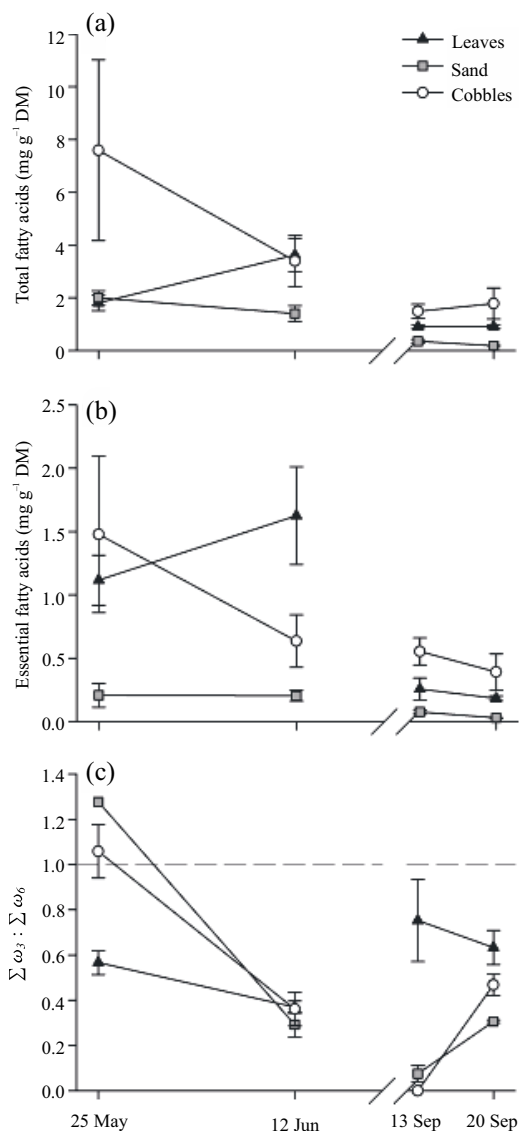 (a)
Leaves
Sand
Cobbles
Total fatty acids (mg g⁻¹ DM)
12
10
8
6
4
2
0
(b)
Essential fatty acids (mg g⁻¹ DM)
2.5
2.0
1.5
1.0
0.5
0.0
(c)
∑ ω₃ : ∑ ω₆
1.4
1.2
1.0
0.8
0.6
0.4
0.2
0.0
25 May
12 Jun
13 Sep
20 Sep